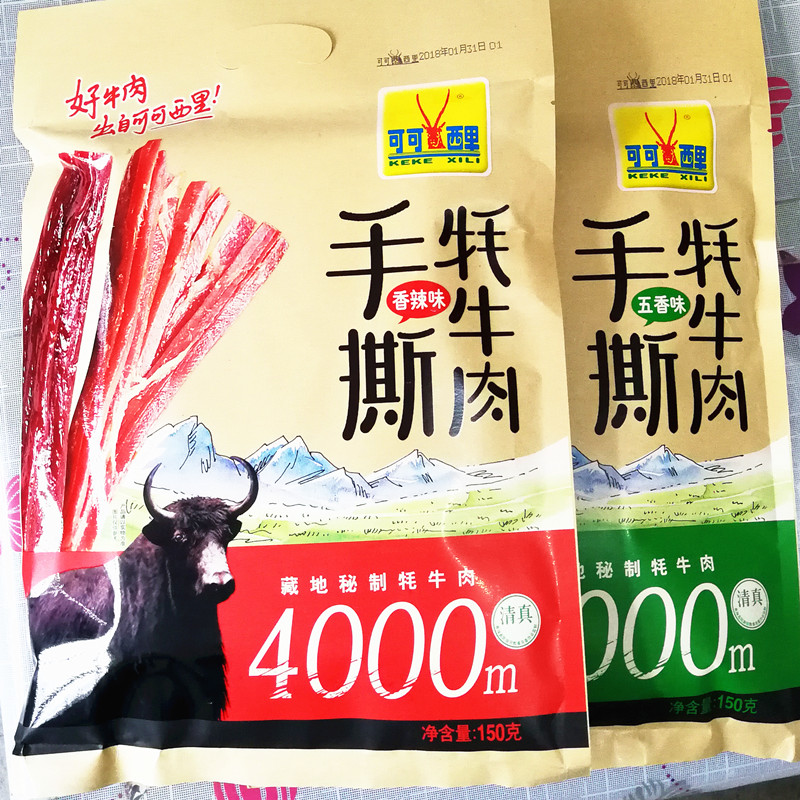 可可西里 2018年01月31日 01
好牛肉
出自可可西里!
可可西里®
KEKE XILI
手撕
牦牛肉
香辣味
藏地秘制牦牛肉
4000m
清真
净含量:150克
可可西里 2018年01月31日 01
可可西里®
KEKE XILI
手撕
牦牛肉
五香味
秘制牦牛肉
000m
清真
净含量:150克